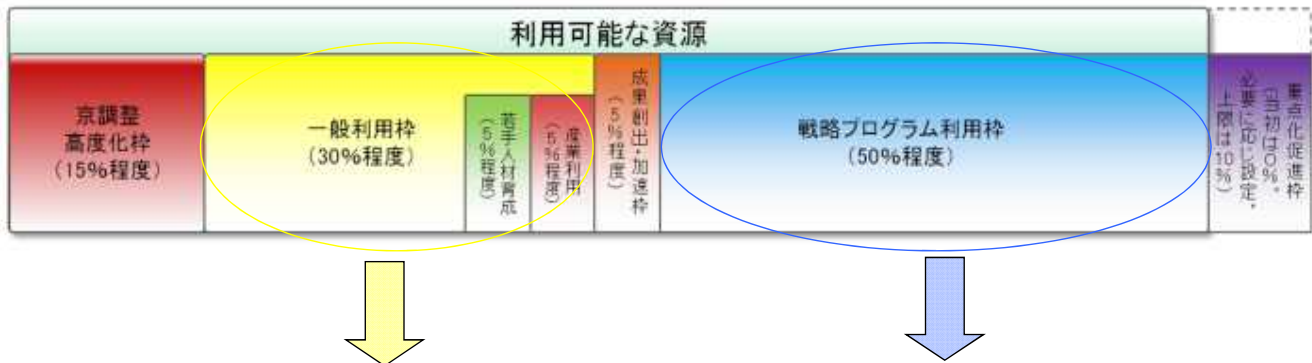 利用可能な資源
京調整
高度化枠
(15%程度)
一般利用枠
(30%程度)
若手人材育成
(5%程度)
産業利用
(5%程度)
成果創出・加速枠
(5%程度)
戦略プログラム利用枠
(50%程度)
重点化促進枠
(当初は0%。
必要に応じ設定。
上限は10%)